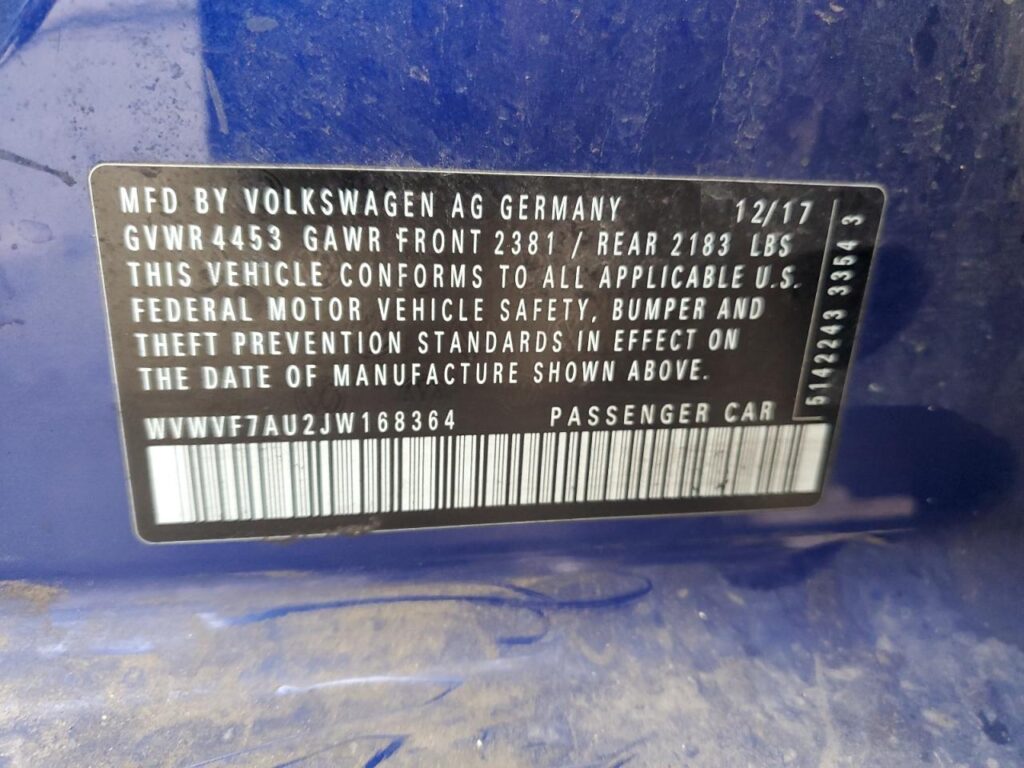 MFD BY VOLKSWAGEN AG GERMANY 12/17
GVWR 4453 GAWR FRONT 2381 / REAR 2183 LBS
THIS VEHICLE CONFORMS TO ALL APPLICABLE U.S.
FEDERAL MOTOR VEHICLE SAFETY, BUMPER AND
THEFT PREVENTION STANDARDS IN EFFECT ON
THE DATE OF MANUFACTURE SHOWN ABOVE.
WVWVF7AU2JW168364 PASSENGER CAR
5142243 3354 3